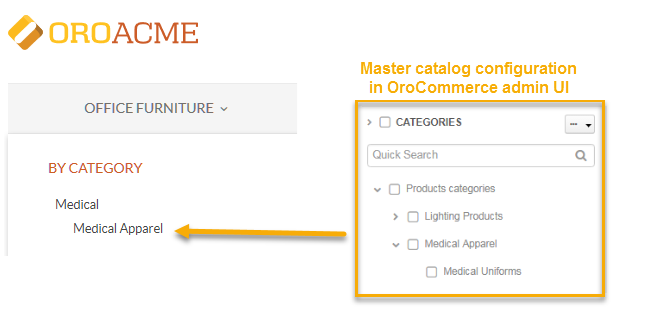 OROACME
OFFICE FURNITURE
BY CATEGORY
Medical
Medical Apparel
Master catalog configuration
in OroCommerce admin UI
CATEGORIES
Quick Search
Products categories
Lighting Products
Medical Apparel
Medical Uniforms